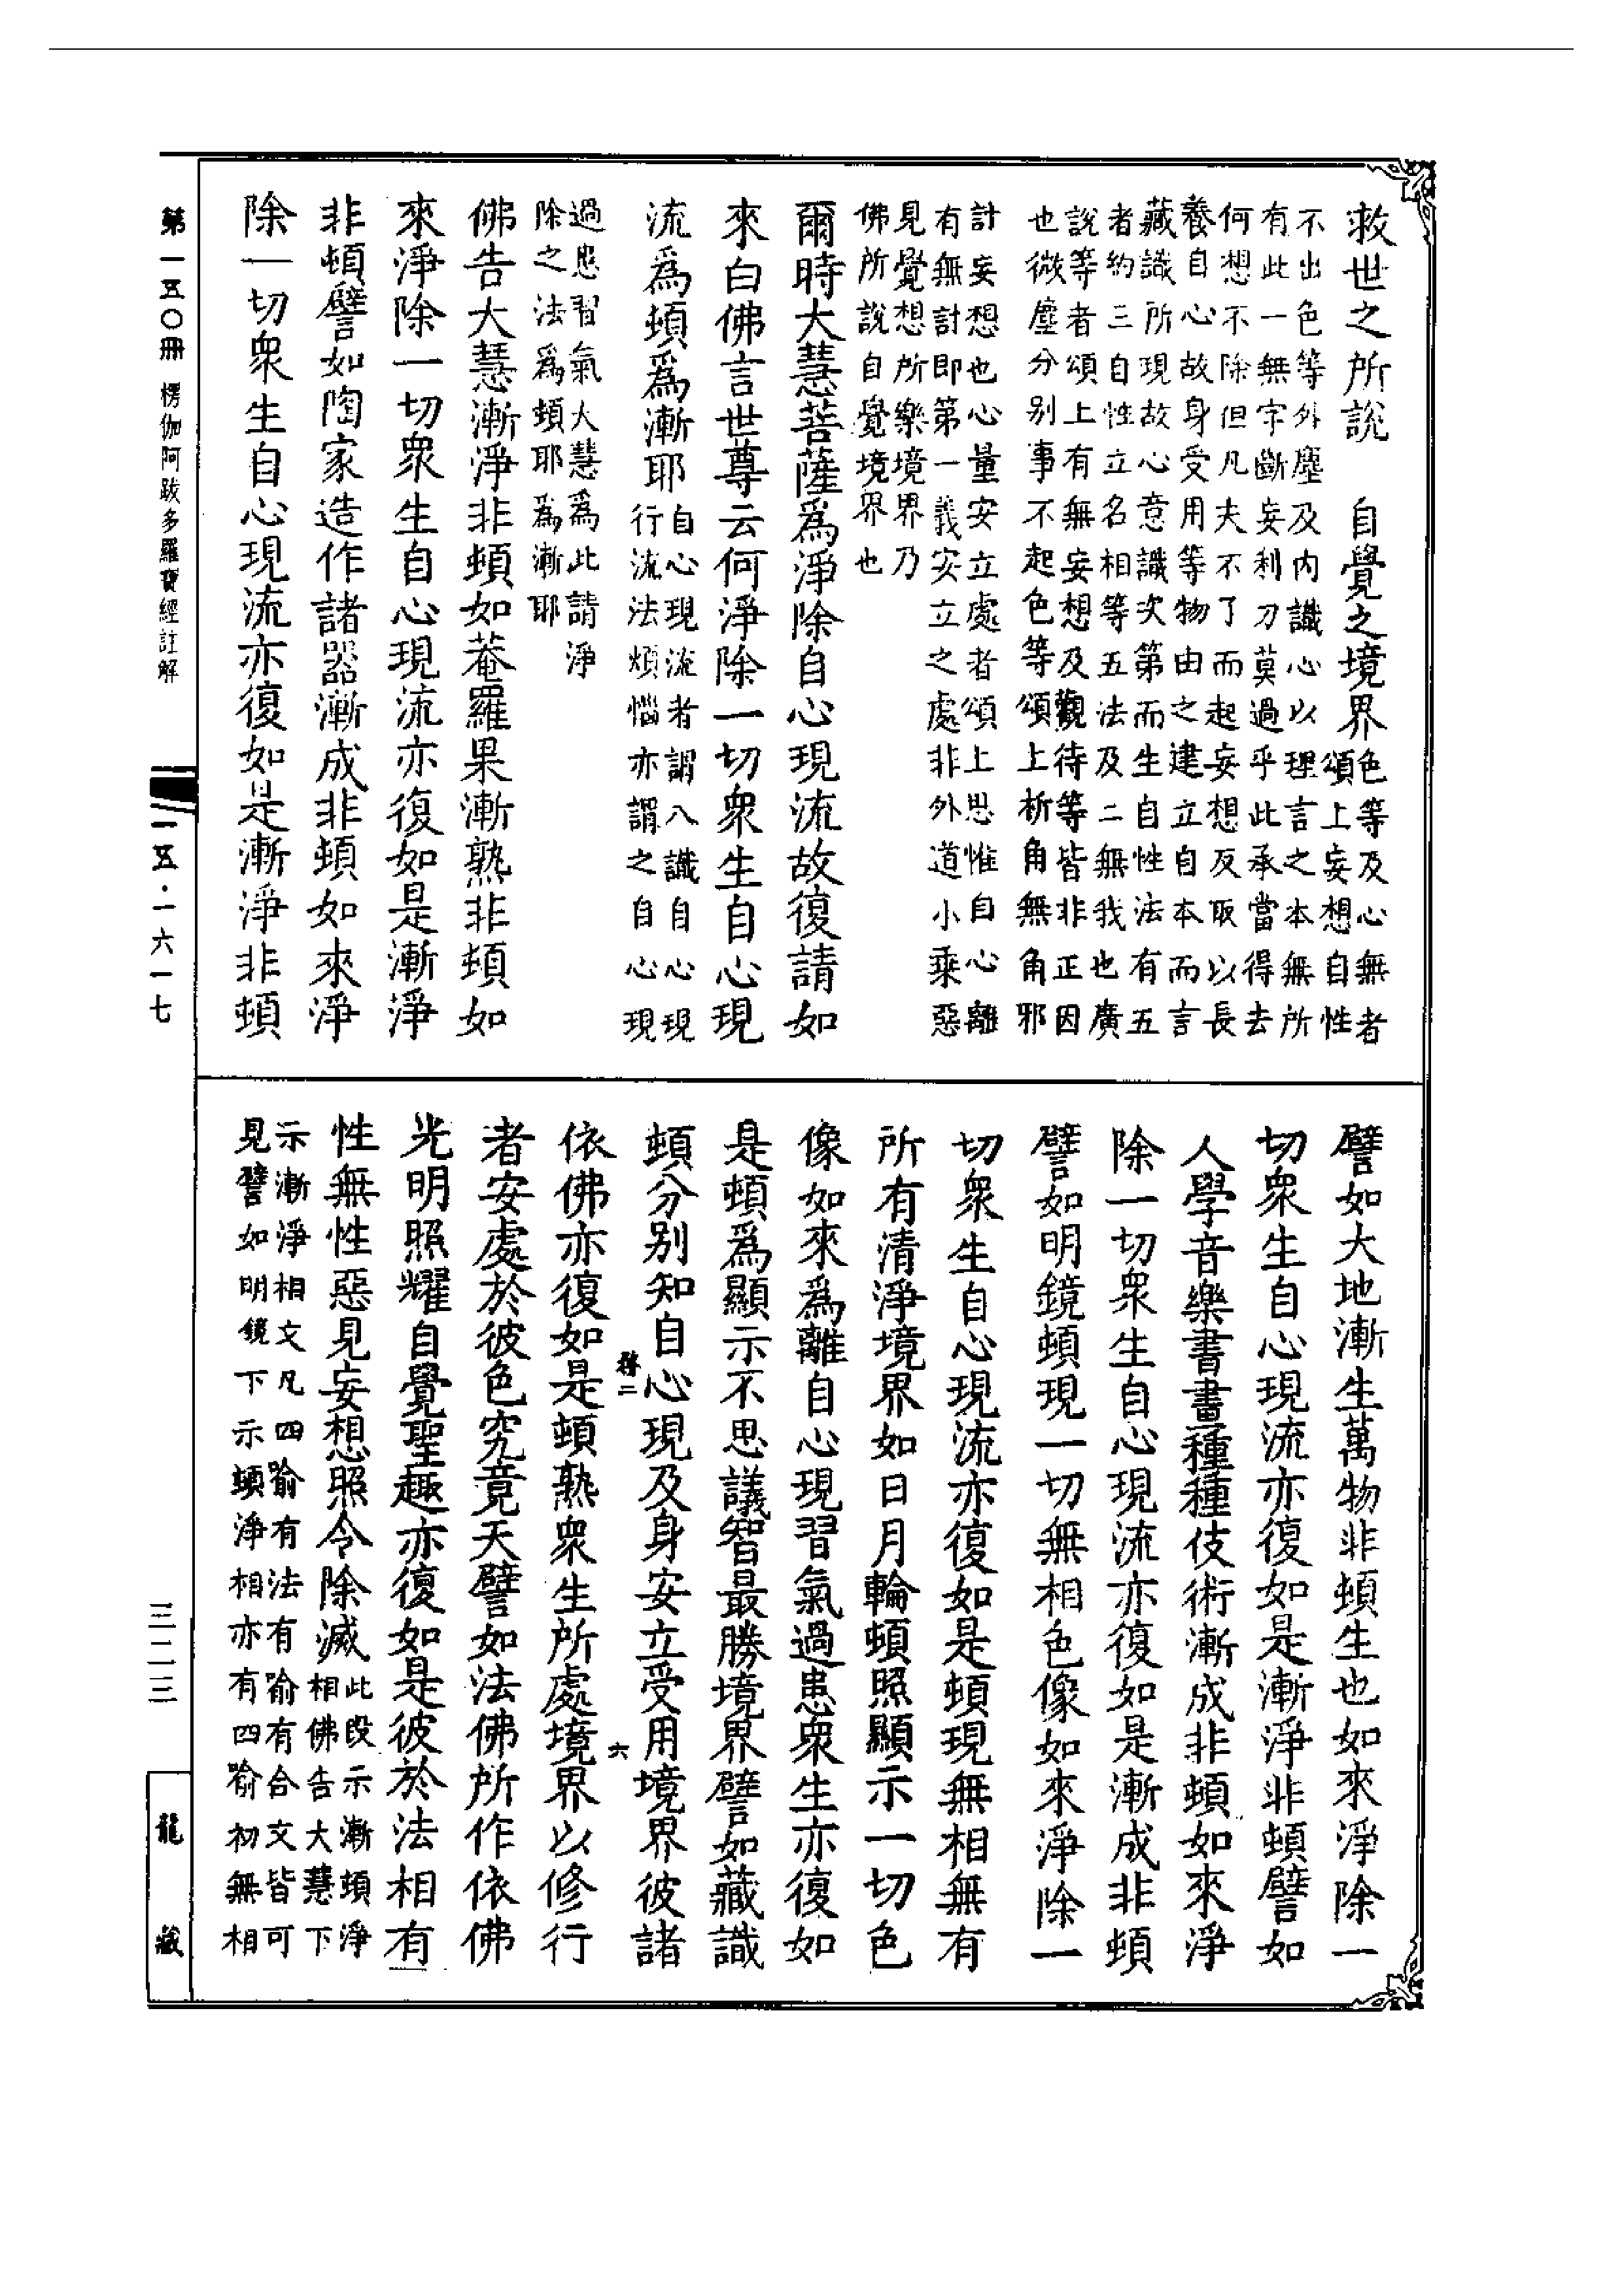 救世之所說　自覺之境界
色等及心無者
頌上妄想自性
不出色等外塵及内識心以理言之本無所
有此一無字斷妄利刀莫過乎此承當得去
何想不除但凡夫不了而起妄想反取以長
養自心故身受用等物由之建立自本而言
藏識所現故心意識次第而生自性法有五
者約三自性立名相等五法及二無我也廣
說等者頌上有無妄想及觀待等皆非正因
也微塵分别事不起色等頌上析角無角邪
計妄想也心量安立處者頌上思惟自心離
有無計即第一義安立之處非外道小乘惡
見覺想所樂境界乃
佛所說自覺境界也
爾時大慧菩薩爲淨除自心現流故復請如
來白佛言世尊云何淨除一切衆生自心現
流爲頓爲漸耶
自心現流者謂八識自心現
行流法煩惱亦謂之自心現
過患習氣大慧爲此請淨
除之法爲頓耶爲漸耶
佛告大慧漸淨非頓如菴羅果漸熟非頓如
來淨除一切衆生自心現流亦復如是漸淨
非頓譬如陶家造作諸器漸成非頓如來淨
除一切衆生自心現流亦復如是漸淨非頓
譬如大地漸生萬物非頓生也如來淨除一
切衆生自心現流亦復如是漸淨非頓譬如
人學音樂書畫種種伎術漸成非頓如來淨
除一切衆生自心現流亦復如是漸成非頓
譬如明鏡頓現一切無相色像如來淨除一
切衆生自心現流亦復如是頓現無相無有
所有清淨境界如日月輪頓照顯示一切色
像如來爲離自心現習氣過患衆生亦復如
是頓爲顯示不思議智最勝境界譬如藏識
頓分别知自心現及身安立受用境界彼諸
二
六
依佛亦復如是頓熟衆生所處境界以修行
者安處於彼色究竟天譬如法佛所作依佛
光明照耀自覺聖趣亦復如是彼於法相有
性無性惡見妄想照令除滅
此段示漸頓淨
相佛告大慧下
示漸淨相文凡四喻有法有喻有合文皆可
見譬如明鏡下示頓淨相亦有四喻初無相
第一五〇冊　楞伽阿跋多羅寶經註解
一五·一六一七
三二三
龍藏